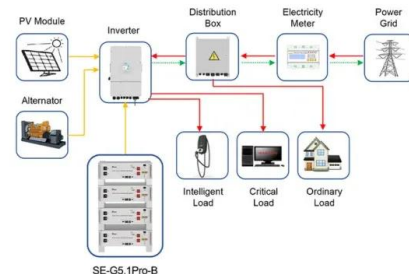 PV Module
Inverter
Distribution
Box
Electricity
Meter
Power
Grid
Alternator
Intelligent
Load
Critical
Load
Ordinary
Load
SE-G5.1Pro-B